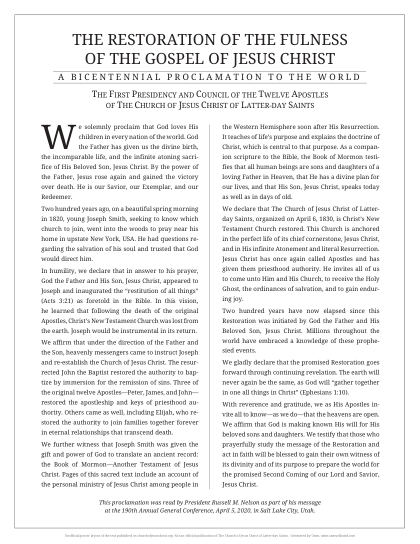 THE RESTORATION OF THE FULNESS
OF THE GOSPEL OF JESUS CHRIST
A BICENTENNIAL PROCLAMATION TO THE WORLD
The First Presidency and Council of the Twelve Apostles
of The Church of Jesus Christ of Latter-day Saints
We solemnly proclaim that God loves His
children in every nation of the world. God
the Father has given us the divine birth,
the incomparable life, and the infinite atoning sacri-
fice of His Beloved Son, Jesus Christ. By the power of
the Father, Jesus rose again and gained the victory
over death. He is our Savior, our Exemplar, and our
Redeemer.
Two hundred years ago, on a beautiful spring morning
in 1820, young Joseph Smith, seeking to know which
church to join, went into the woods to pray near his
home in upstate New York, USA. He had questions re-
garding the salvation of his soul and trusted that God
would direct him.
In humility, we declare that in answer to his prayer,
God the Father and His Son, Jesus Christ, appeared to
Joseph and inaugurated the "restitution of all things"
(Acts 3:21) as foretold in the Bible. In this vision,
he learned that following the death of the original
Apostles, Christ's New Testament Church was lost from
the earth. Joseph would be instrumental in its return.
We affirm that under the direction of the Father and
the Son, heavenly messengers came to instruct Joseph
and re-establish the Church of Jesus Christ. The resur-
rected John the Baptist restored the authority to bap-
tize by immersion for the remission of sins. Three of
the original twelve Apostles—Peter, James, and John—
restored the apostleship and keys of priesthood au-
thority. Others came as well, including Elijah, who re-
stored the authority to join families together forever
in eternal relationships that transcend death.
We further witness that Joseph Smith was given the
gift and power of God to translate an ancient record:
the Book of Mormon—Another Testament of Jesus
Christ. Pages of this sacred text include an account of
the personal ministry of Jesus Christ among people in
the Western Hemisphere soon after His Resurrection.
It teaches of life's purpose and explains the doctrine of
Christ, which is central to that purpose. As a compan-
ion scripture to the Bible, the Book of Mormon testi-
fies that all human beings are sons and daughters of a
loving Father in Heaven, that He has a divine plan for
our lives, and that His Son, Jesus Christ, speaks today
as well as in days of old.
We declare that The Church of Jesus Christ of Latter-
day Saints, organized on April 6, 1830, is Christ's New
Testament Church restored. This Church is anchored
in the perfect life of its chief cornerstone, Jesus Christ,
and in His infinite Atonement and literal Resurrection.
Jesus Christ has once again called Apostles and has
given them priesthood authority. He invites all of us
to come unto Him and His Church, to receive the Holy
Ghost, the ordinances of salvation, and to gain endur-
ing joy.
Two hundred years have now elapsed since this
Restoration was initiated by God the Father and His
Beloved Son, Jesus Christ. Millions throughout the
world have embraced a knowledge of these prophe-
sied events.
We gladly declare that the promised Restoration goes
forward through continuing revelation. The earth will
never again be the same, as God will "gather together
in one all things in Christ" (Ephesians 1:10).
With reverence and gratitude, we as His Apostles in-
vite all to know—as we do—that the heavens are open.
We affirm that God is making known His will for His
beloved sons and daughters. We testify that those who
prayerfully study the message of the Restoration and
act in faith will be blessed to gain their own witness of
its divinity and of its purpose to prepare the world for
the promised Second Coming of our Lord and Savior,
Jesus Christ.
This proclamation was read by President Russell M. Nelson as part of his message
at the 190th Annual General Conference, April 5, 2020, in Salt Lake City, Utah.